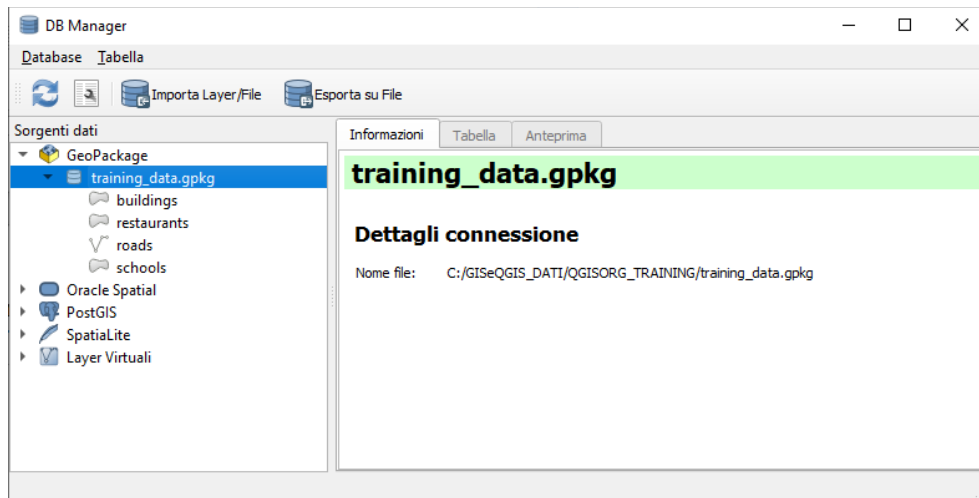 DB Manager
Database Tabella
Importa Layer/File Esporta su File
Sorgenti dati
GeoPackage
training_data.gpkg
buildings
restaurants
roads
schools
Oracle Spatial
PostGIS
SpatiaLite
Layer Virtuali
Informazioni Tabella Anteprima
training_data.gpkg
Dettagli connessione
Nome file: C:/GISeQGIS_DATI/QGISORG_TRAINING/training_data.gpkg